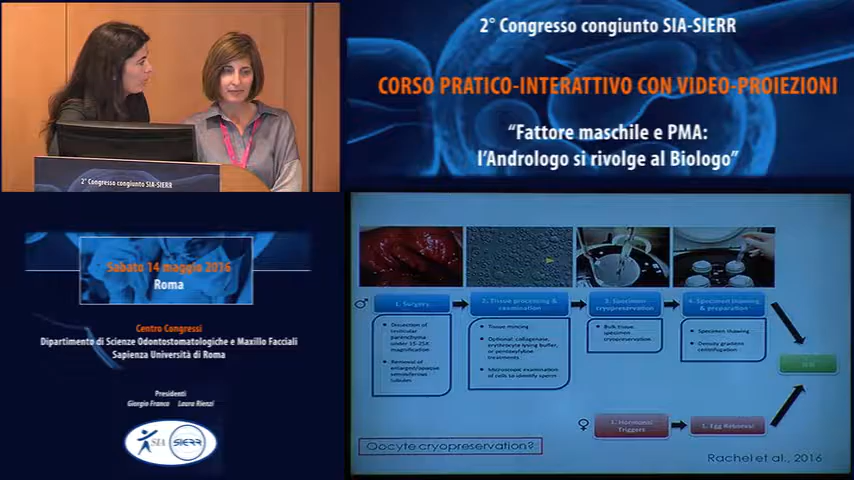 2° Congresso congiunto SIA-SIERR
CORSO PRATICO-INTERATTIVO CON VIDEO-PROIEZIONI
“Fattore maschile e PMA:
l’Andrologo si rivolge al Biologo”
2° Congresso congiunto SIA-SIERR
Sabato 14 maggio 2016
Roma
Centro Congressi
Dipartimento di Scienze Odontostomatologiche e Maxillo Facciali
Sapienza Università di Roma
Presidenti
Giorgio Franco Laura Rienzi
SIA SIERR
♂
1. Surgery
Dissection of
testicular
parenchyma
under 15-25X
magnification
Removal of
enlarged/opaque
seminiferous
tubules
2. Tissue processing &
examination
Tissue mincing
Optional: collagenase,
erythrocyte lysing buffer,
or pentoxifylline
treatments
Microscopic examination
of cells to identify sperm
3. Specimen
cryopreservation
Bulk tissue
specimen
cryopreservation
4. Specimen thawing
& preparation
Specimen thawing
Density gradient
centrifugation
♀
1. Hormonal
Triggers
1. Egg Retrieval
Oocyte cryopreservation?
Rachel et al., 2016